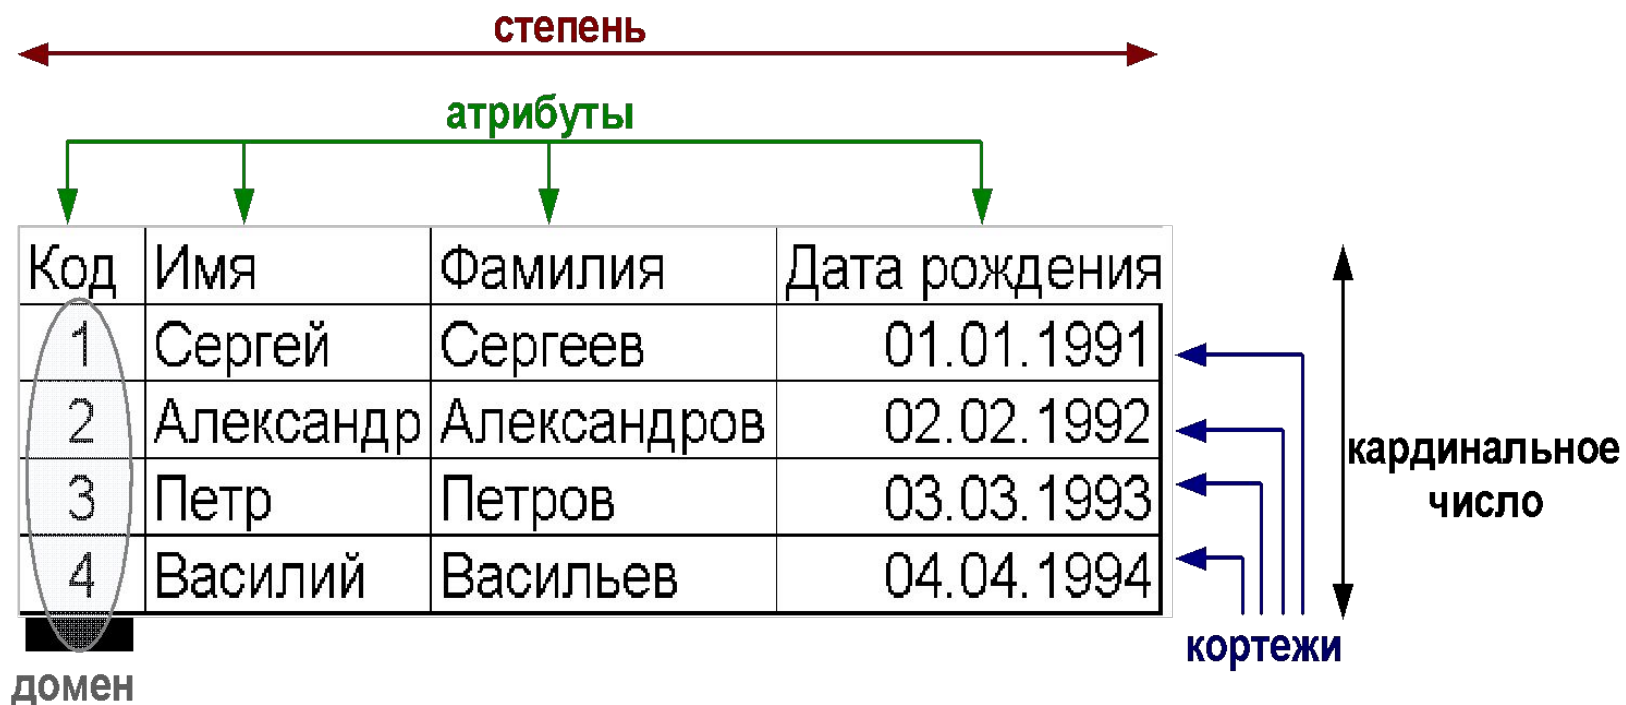 степень
атрибуты
Код Имя Фамилия Дата рождения
1 Сергей Сергеев 01.01.1991
2 Александр Александров 02.02.1992
3 Петр Петров 03.03.1993
4 Василий Васильев 04.04.1994
кардинальное
число
кортежи
домен